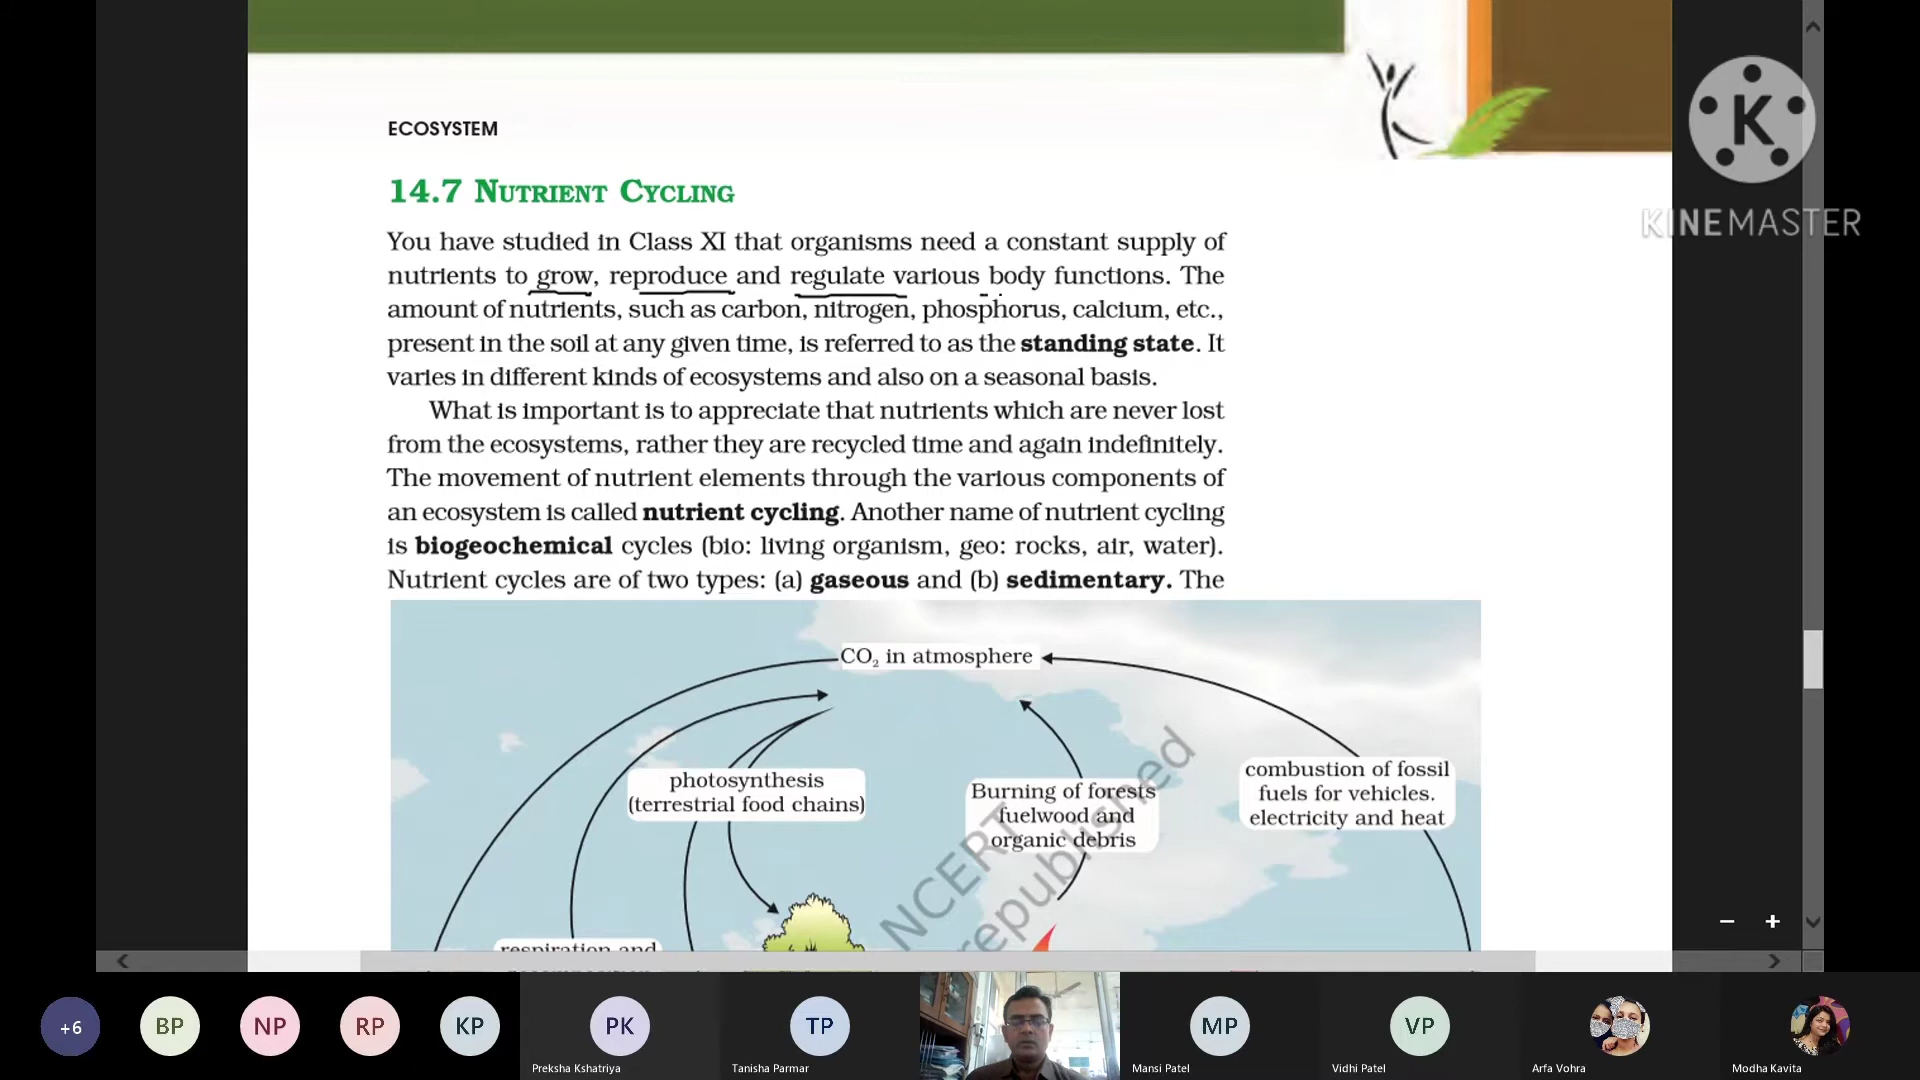 ECOSYSTEM
K
KINEMASTER
14.7 NUTRIENT CYCLING
You have studied in Class XI that organisms need a constant supply of
nutrients to grow, reproduce and regulate various body functions. The
amount of nutrients, such as carbon, nitrogen, phosphorus, calcium, etc.,
present in the soil at any given time, is referred to as the standing state. It
varies in different kinds of ecosystems and also on a seasonal basis.
What is important is to appreciate that nutrients which are never lost
from the ecosystems, rather they are recycled time and again indefinitely.
The movement of nutrient elements through the various components of
an ecosystem is called nutrient cycling. Another name of nutrient cycling
is biogeochemical cycles (bio: living organism, geo: rocks, air, water).
Nutrient cycles are of two types: (a) gaseous and (b) sedimentary. The
CO₂ in atmosphere
photosynthesis
(terrestrial food chains)
Burning of forests
fuelwood and
organic debris
combustion of fossil
fuels for vehicles.
electricity and heat
NCERT
republished
respiration and
+6
BP
NP
RP
KP
PK
Preksha Kshatriya
TP
Tanisha Parmar
MP
Mansi Patel
VP
Vidhi Patel
Arfa Vohra
Modha Kavita